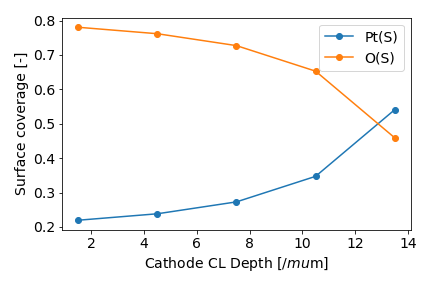 0.8
0.7
0.6
0.5
0.4
0.3
0.2
Surface coverage [-]
Pt(S)
O(S)
2 4 6 8 10 12 14
Cathode CL Depth [/mum]